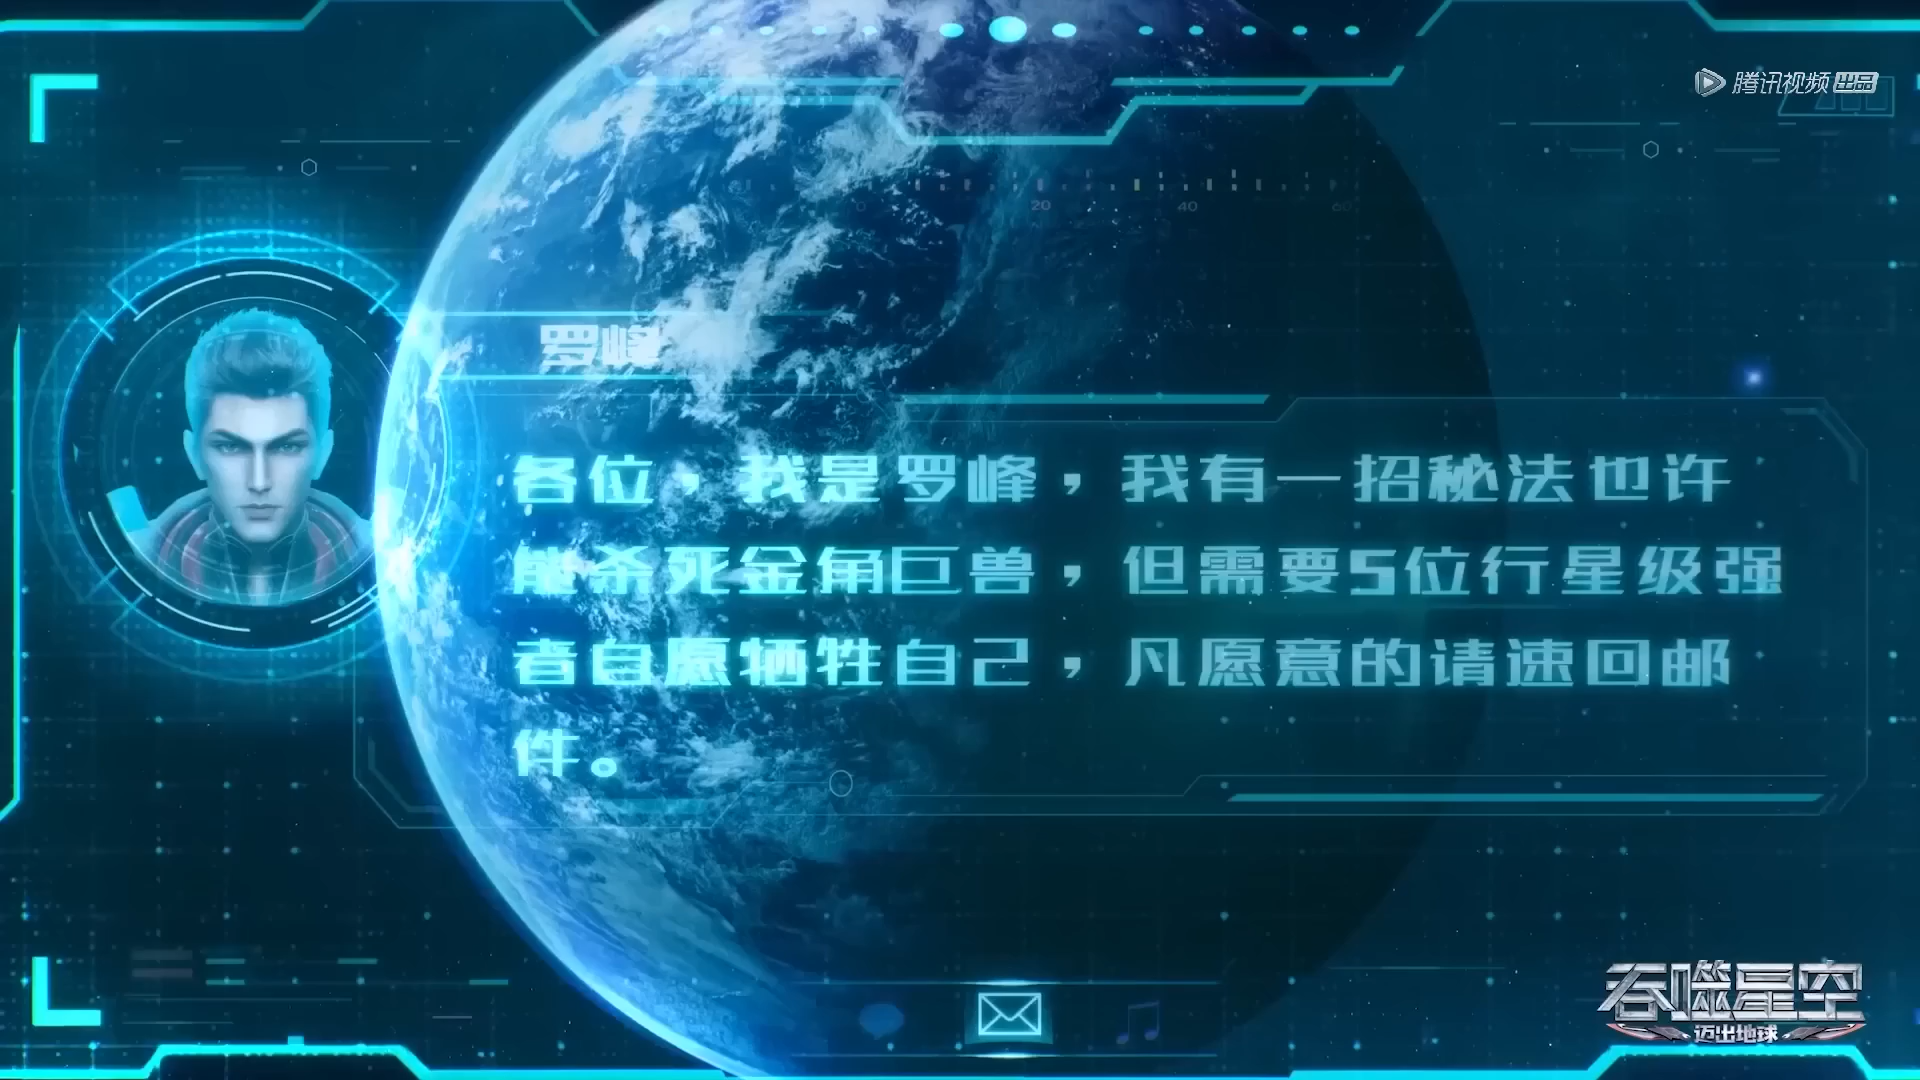 腾讯视频 出品
20 40 60
罗峰
各位，我是罗峰，我有一招秘法也许
能杀死金角巨兽，但需要5位行星级强
者自愿牺牲自己，凡愿意的请速回邮
件。
吞噬星空
迈出地球